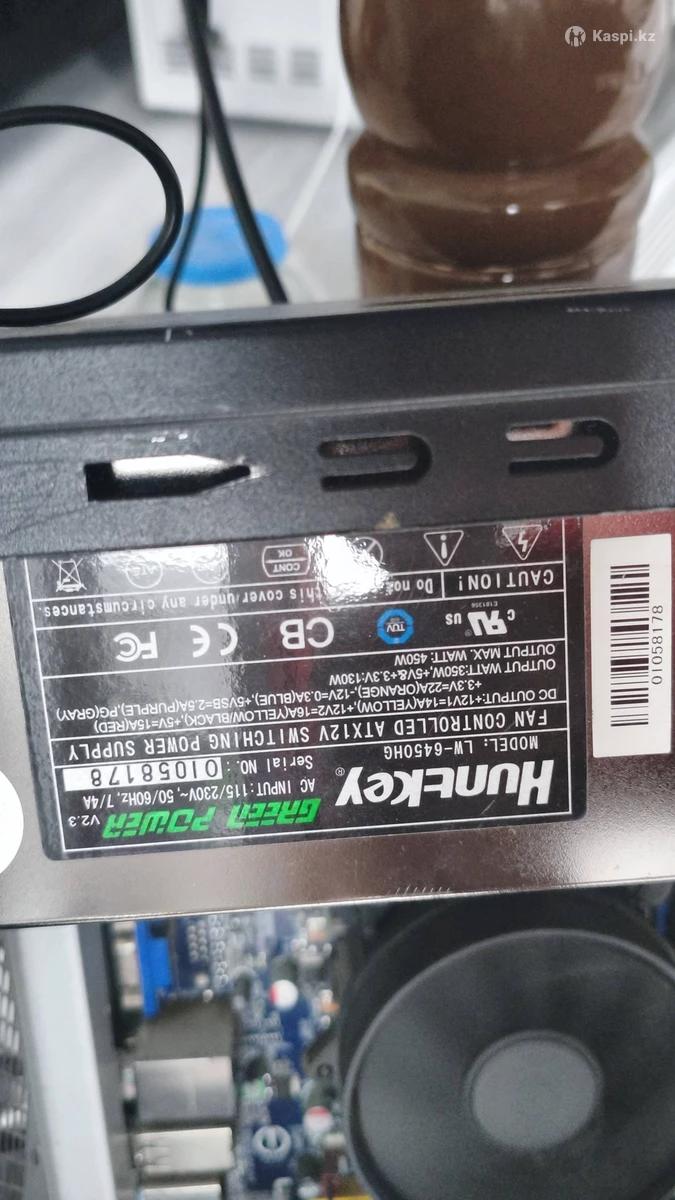 Kaspi.kz
HuntKey®
GREEN POWER
V2.3
MODEL: LW-6450HG
AC INPUT:115/230V~,50/60Hz,7/4A
Serial NO.: 01058178
FAN CONTROLLED ATX12V SWITCHING POWER SUPPLY
DC OUTPUT:+12V1=14A(YELLOW),+12V2=16A(YELLOW/BLACK),+5V=15A(RED)
+3.3V=22A(ORANGE),-12V=0.3A(BLUE),+5VSB=2.5A(PURPLE),PG(GRAY)
OUTPUT WATT:350W,+5V&+3.3V:130W
OUTPUT MAX. WATT: 450W
c RU® US
E181356
TÜV
CB
CE
FC
CAUTION! Do not this cover under any circumstances.
CONT
OK
01058178